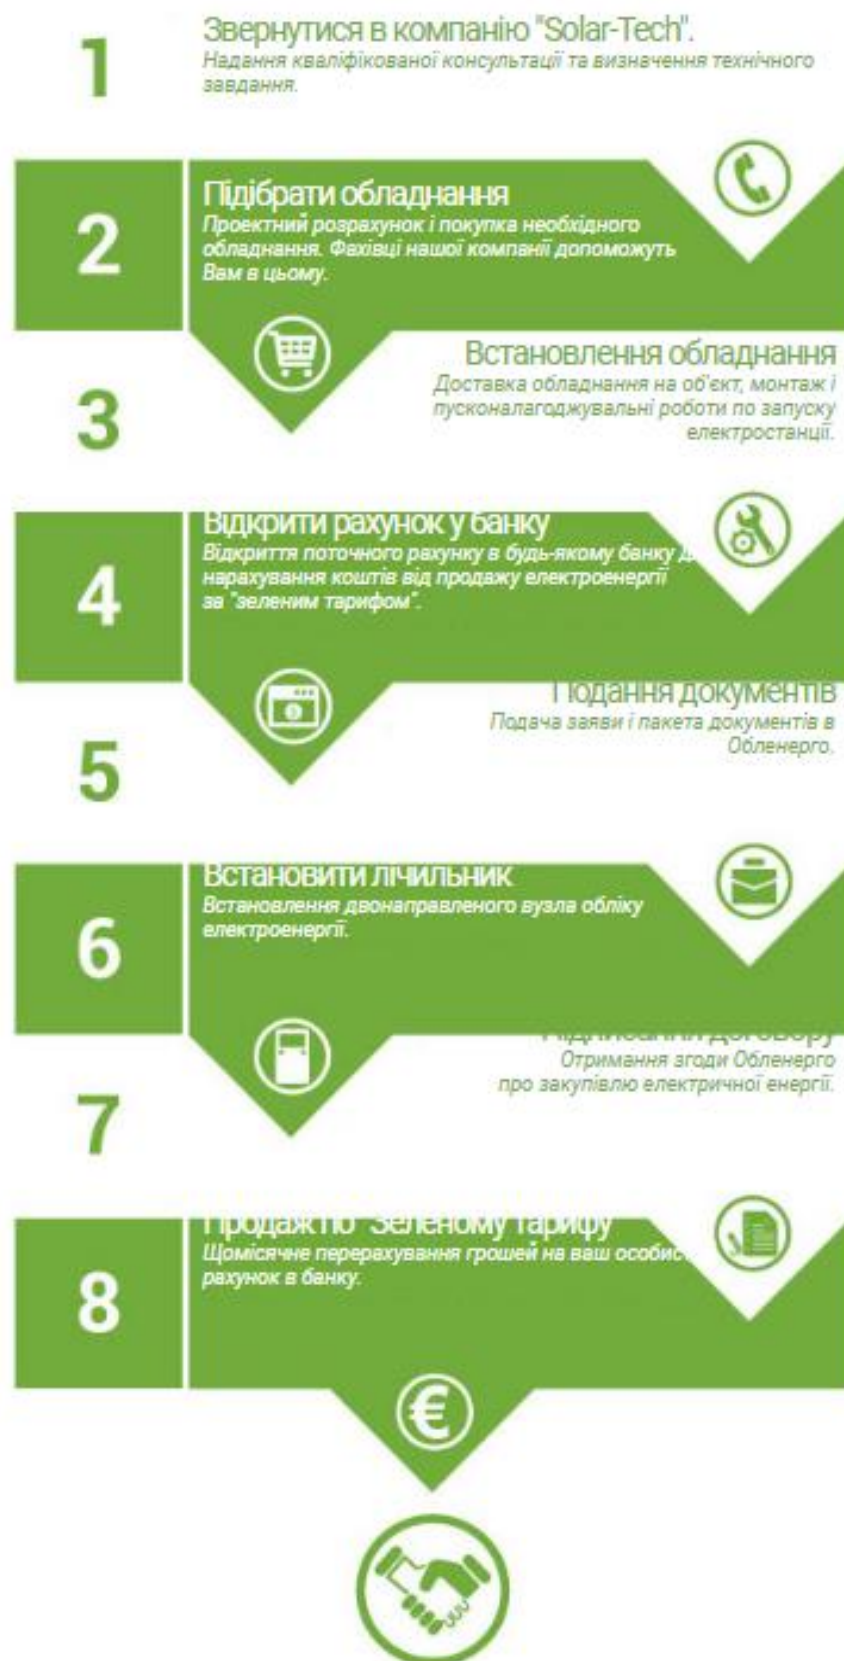 1
Звернутися в компанію "Solar-Tech".
Надання кваліфікованої консультації та визначення технічного
завдання.
2
Підібрати обладнання
Проектний розрахунок і покупка необхідного
обладнання. Фахівці нашої компанії допоможуть
Вам в цьому.
3
Встановлення обладнання
Доставка обладнання на об'єкт, монтаж і
пусконалагоджувальні роботи по запуску
електростанції.
4
Відкрити рахунок у банку
Відкриття поточного рахунку в будь-якому банку
нарахування коштів від продажу електроенергії
за "зеленим тарифом".
5
Подання документів
Подача заяви і пакета документів в
Обленерго.
6
Встановити лічильник
Встановлення двонаправленого вузла обліку
електроенергії.
7
Підписання договору
Отримання згоди Обленерго
про закупівлю електричної енергії.
8
Продаж по "Зеленому тарифу"
Щомісячне перерахування грошей на ваш
рахунок в банку.
€